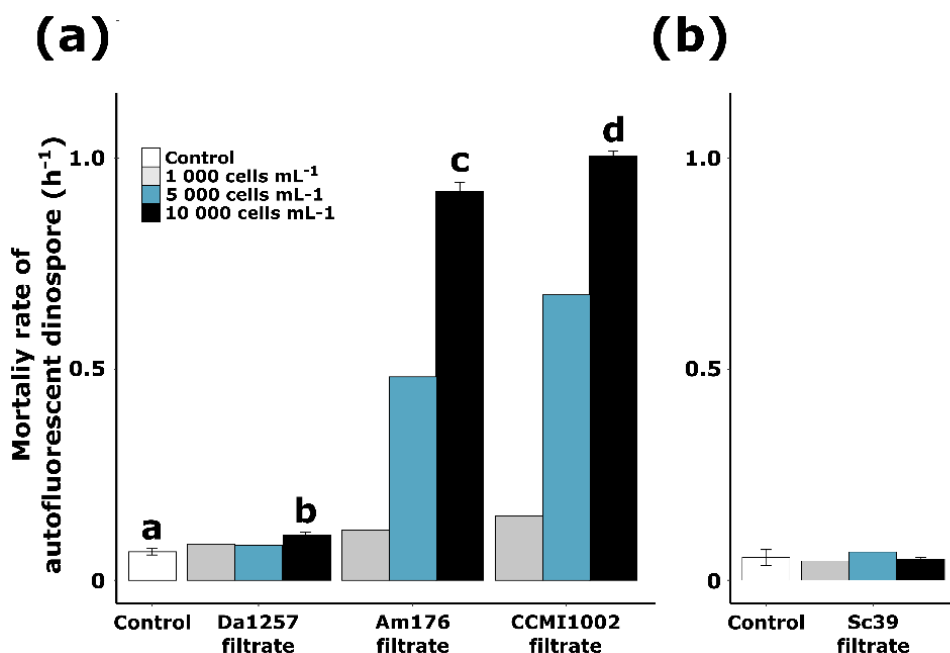 (a)
(b)
Mortaliy rate of
autofluorescent dinospore (h⁻¹)
1.0
0.5
0
Control
1 000 cells mL⁻¹
5 000 cells mL-1
10 000 cells mL-1
a
b
c
d
Control
Da1257
filtrate
Am176
filtrate
CCMI1002
filtrate
1.0
0.5
0
Control
Sc39
filtrate